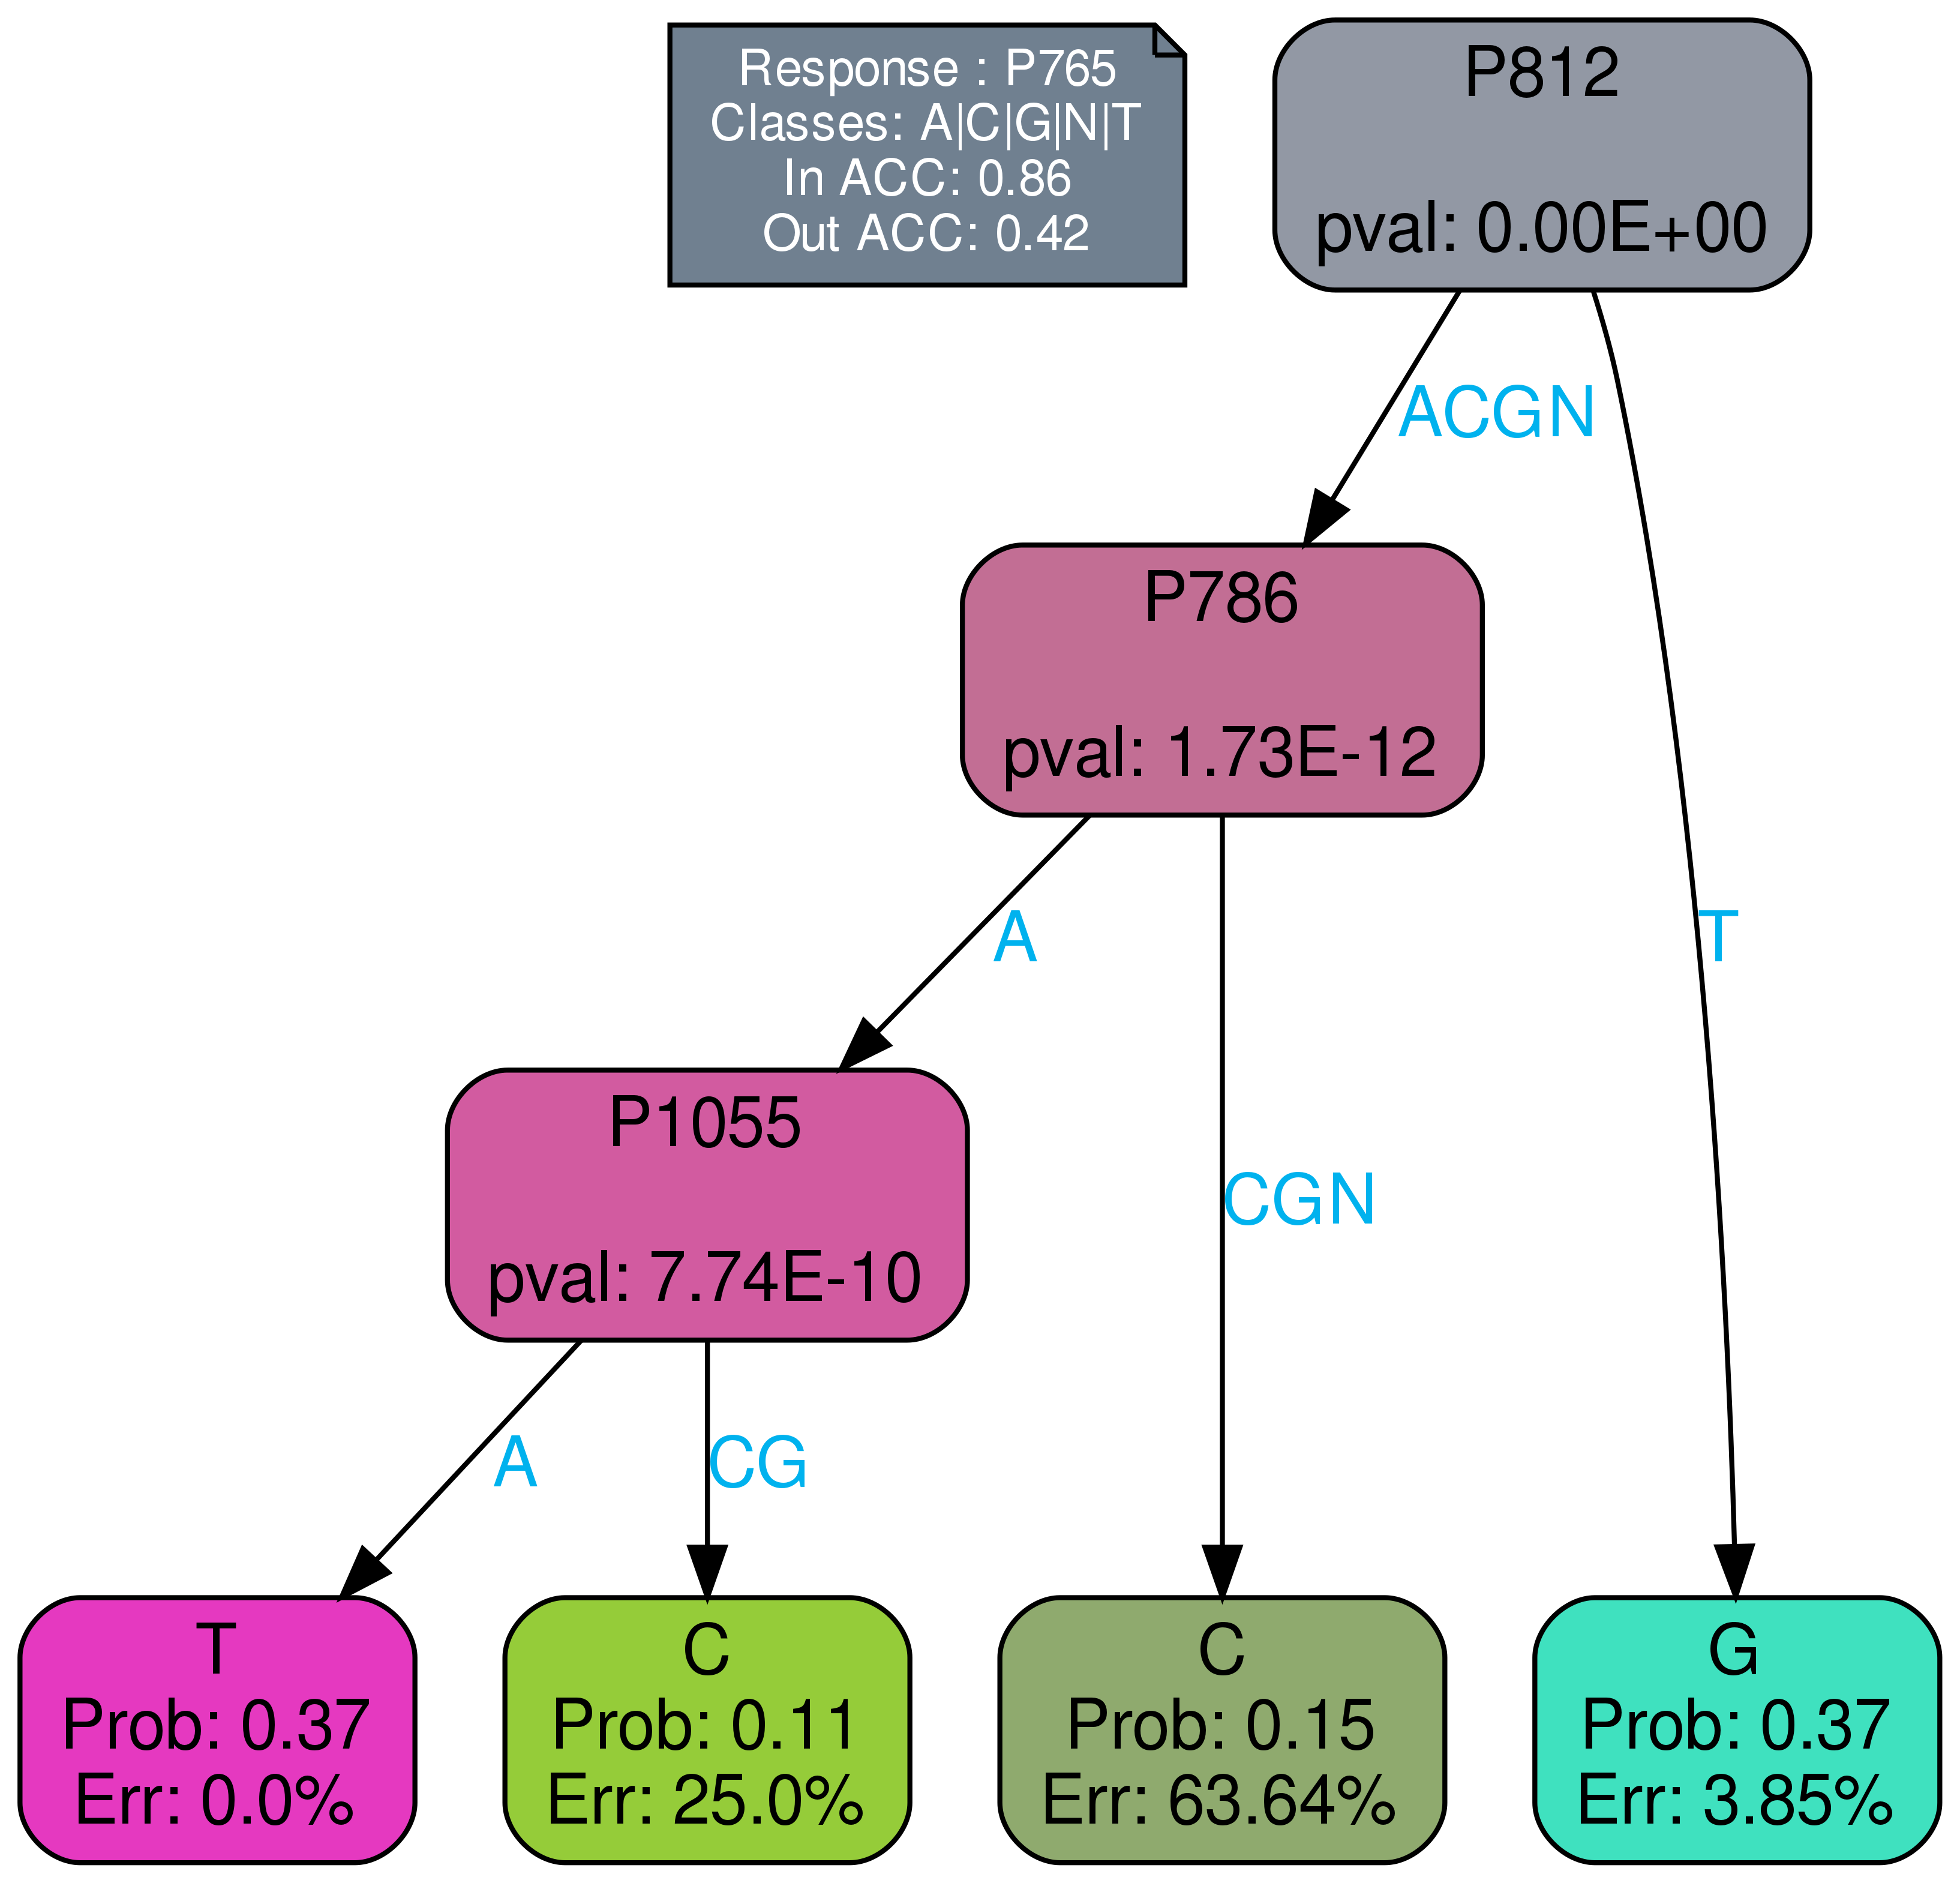 Response : P765
Classes: A|C|G|N|T
In ACC: 0.86
Out ACC: 0.42
P812
pval: 0.00E+00
ACGN
P786
pval: 1.73E-12
A
T
P1055
pval: 7.74E-10
CGN
A
CG
T
Prob: 0.37
Err: 0.0%
C
Prob: 0.11
Err: 25.0%
C
Prob: 0.15
Err: 63.64%
G
Prob: 0.37
Err: 3.85%